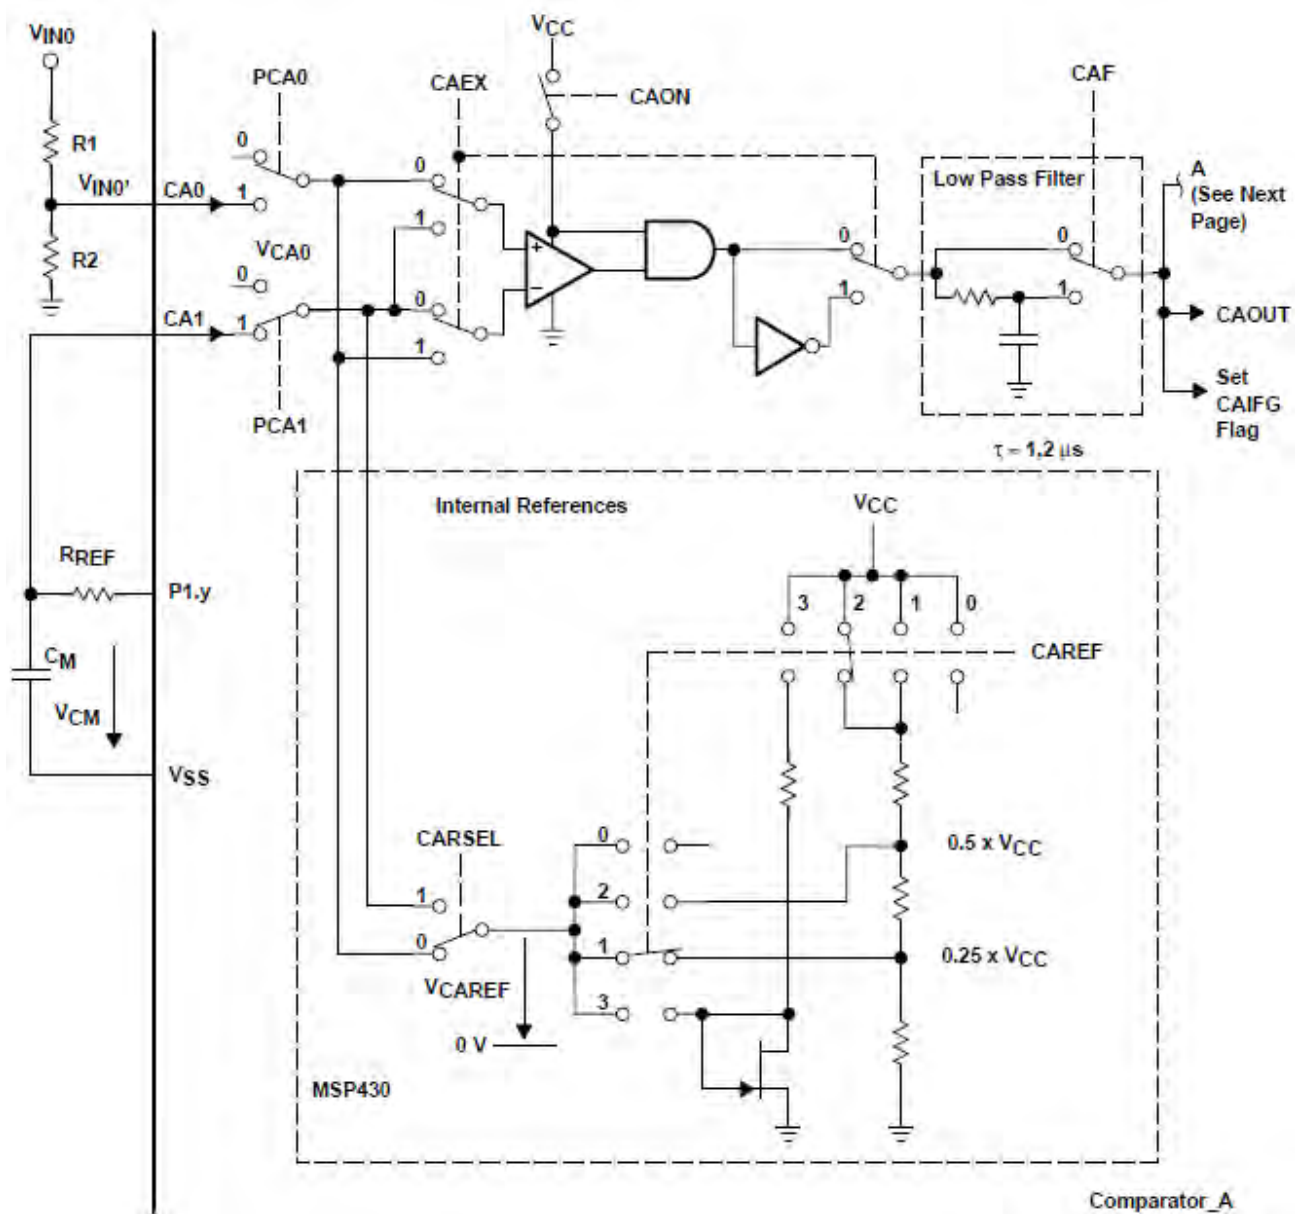 VIN0
VCC
PCA0
CAEX
CAON
CAF
R1
0
0
1
Low Pass Filter
A
(See Next
Page)
VIN0'
CA0
1
0
0
R2
VCA0
0
0
1
1
CAOUT
CA1
1
1
Set
CAIFG
Flag
PCA1
τ = 1,2 µs
Internal References
VCC
RREF
P1.y
3
2
1
0
CM
CAREF
VCM
VSS
CARSEL
0
0.5 x VCC
1
2
0
1
0.25 x VCC
VCAREF
3
0 V
MSP430
Comparator_A